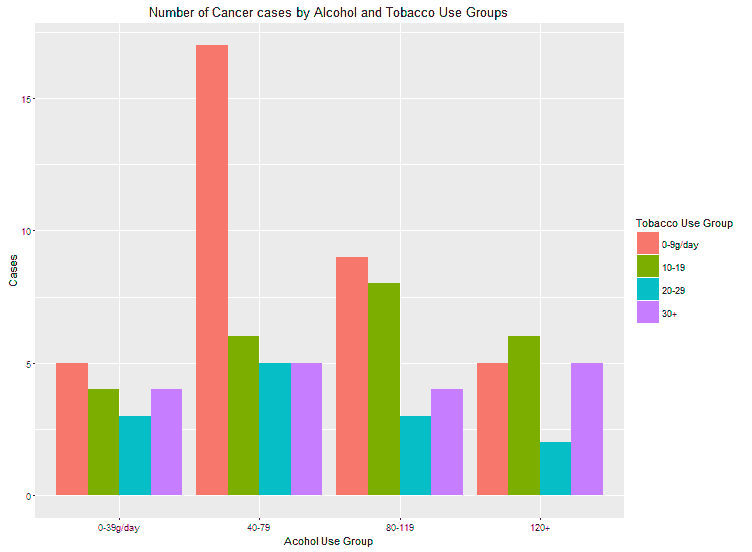 Number of Cancer cases by Alcohol and Tobacco Use Groups
15
10
5
0
Cases
0-39g/day
40-79
80-119
120+
Acohol Use Group
Tobacco Use Group
0-9g/day
10-19
20-29
30+